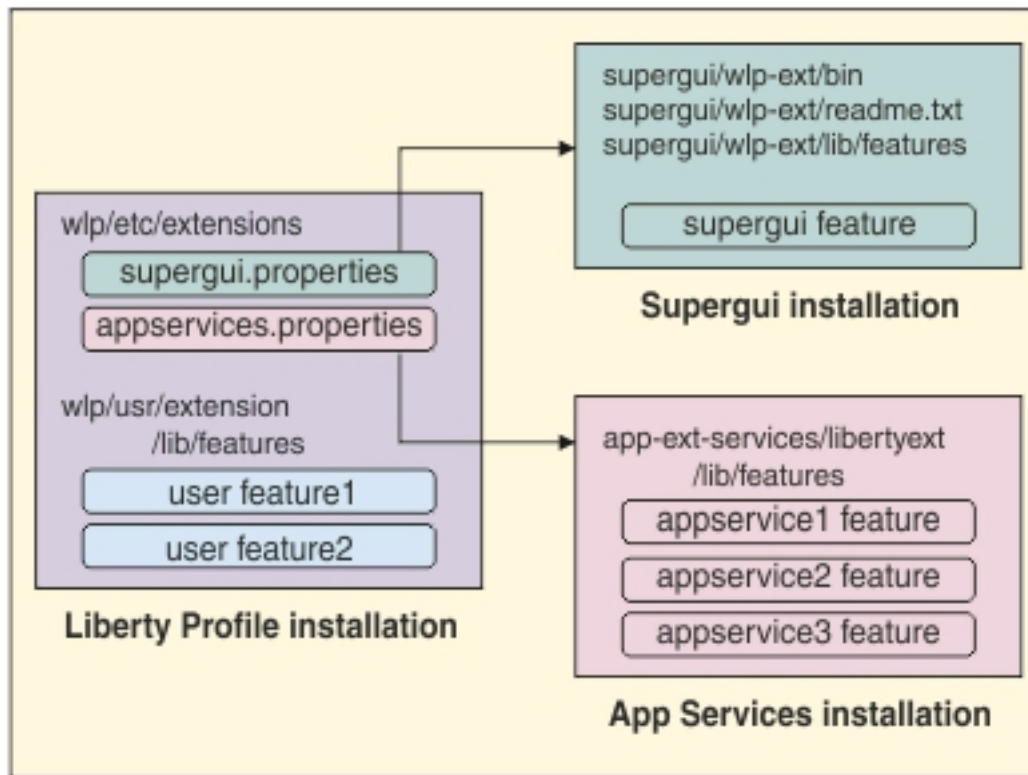 wlp/etc/extensions
supergui.properties
appservices.properties
wlp/usr/extension
/lib/features
user feature1
user feature2
Liberty Profile installation
supergui/wlp-ext/bin
supergui/wlp-ext/readme.txt
supergui/wlp-ext/lib/features
supergui feature
Supergui installation
app-ext-services/libertyext
/lib/features
appservice1 feature
appservice2 feature
appservice3 feature
App Services installation